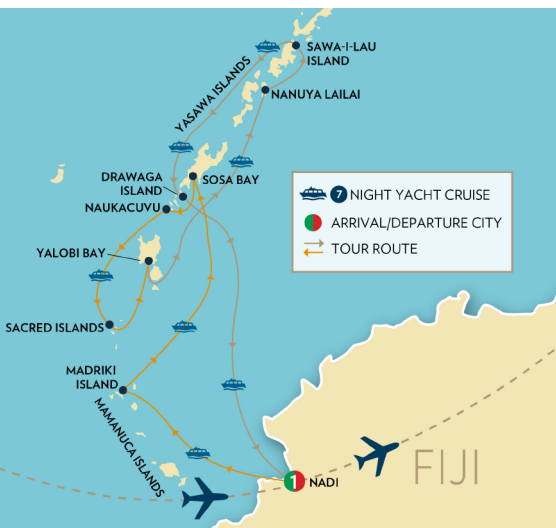 SAWA-I-LAU
ISLAND
YASAWA ISLANDS
NANUYA LAILAI
DRAWAGA
ISLAND
SOSA BAY
NAUKACUVU
7 NIGHT YACHT CRUISE
ARRIVAL/DEPARTURE CITY
TOUR ROUTE
YALOBI BAY
SACRED ISLANDS
MADRIKI
ISLAND
MAMANUCA ISLANDS
FIJI
1 NADI